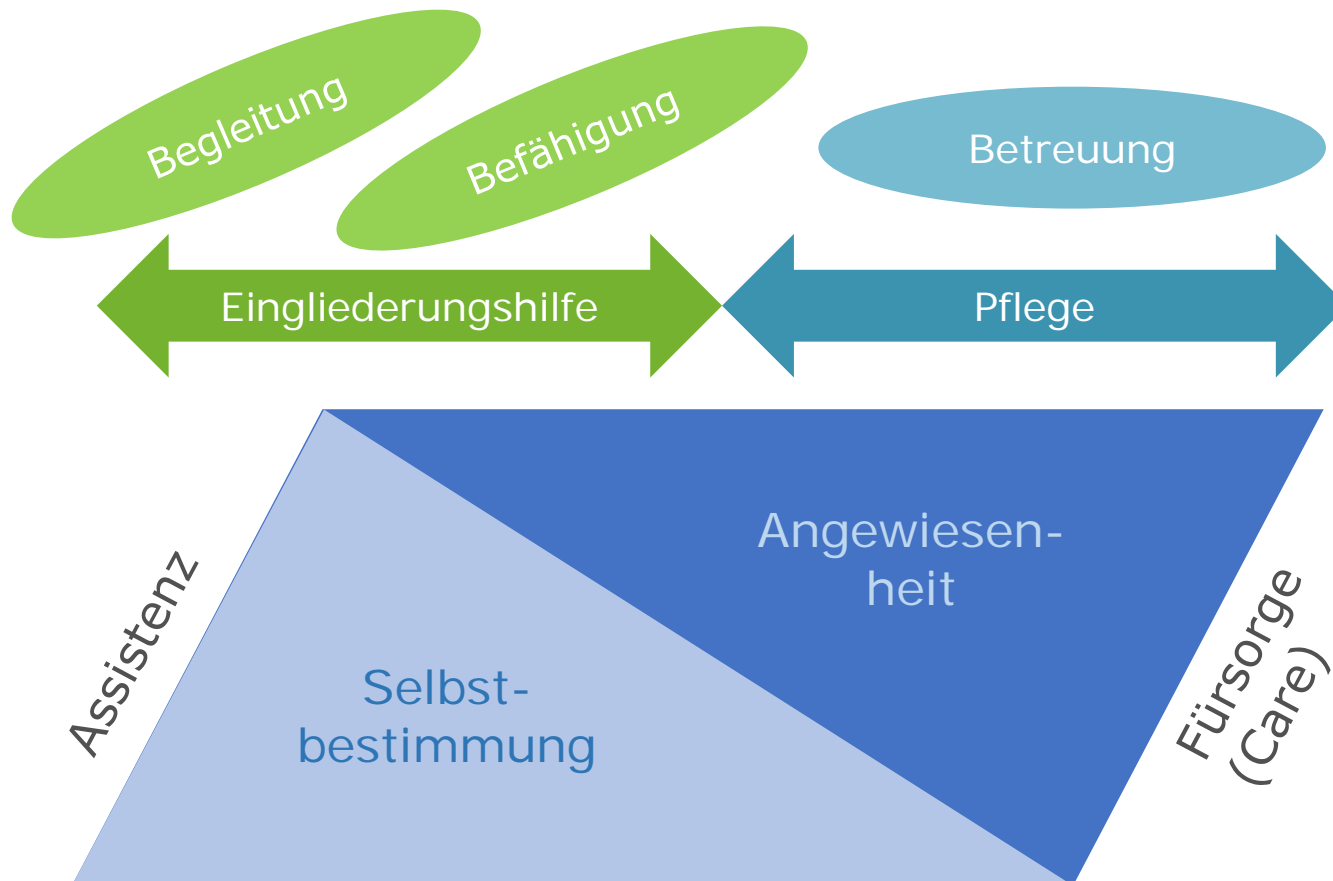 Begleitung
Befähigung
Betreuung
Eingliederungshilfe
Pflege
Assistenz
Angewiesen-
heit
Selbst-
bestimmung
Fürsorge
(Care)